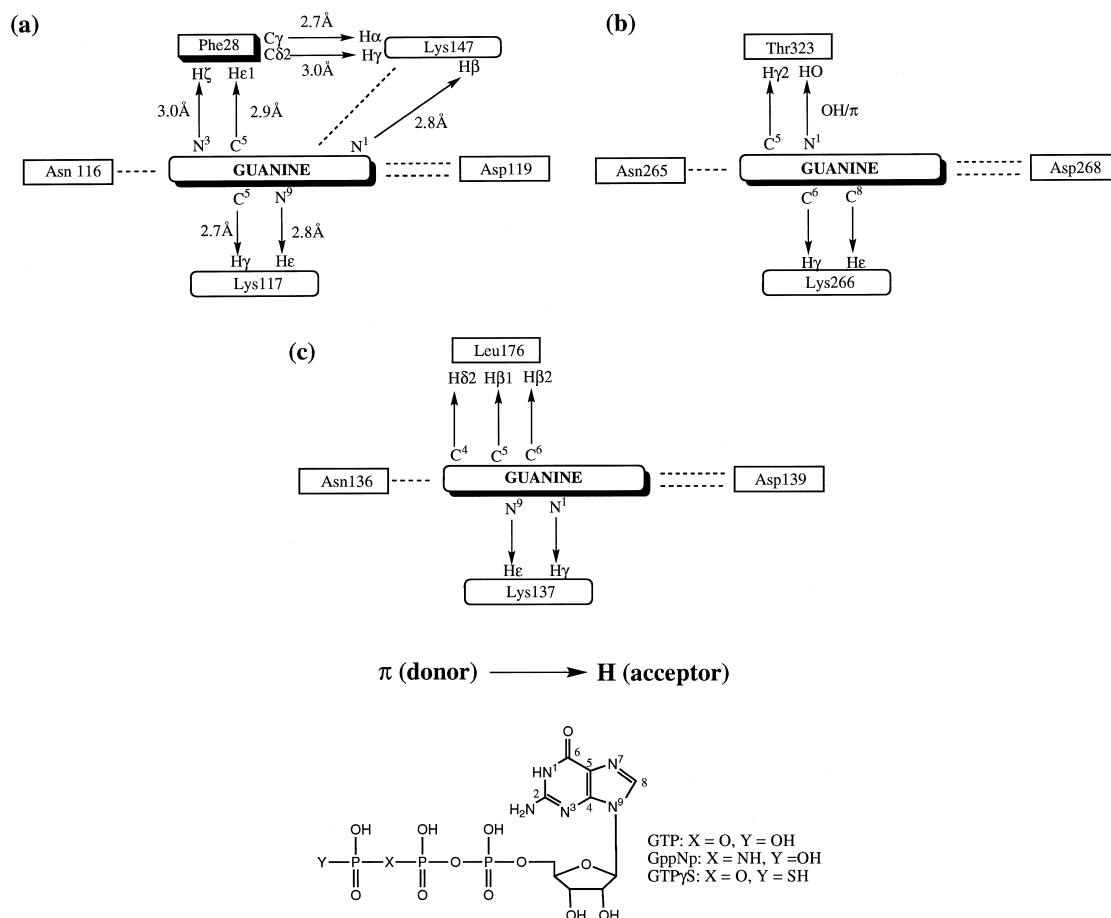 (a)
2.7Å
Phe28 Cγ Hα
Cδ2 Hγ Lys147
Hζ Hε1 3.0Å Hβ
3.0Å 2.9Å 2.8Å
N³ C⁵ N¹
Asn 116 GUANINE Asp119
C⁵ N⁹
2.7Å 2.8Å
Hγ Hε
Lys117
(b)
Thr323
Hγ2 HO
OH/π
C⁵ N¹
Asn265 GUANINE Asp268
C⁶ C⁸
Hγ Hε
Lys266
(c)
Leu176
Hδ2 Hβ1 Hβ2
C⁴ C⁵ C⁶
Asn136 GUANINE Asp139
N⁹ N¹
Hε Hγ
Lys137
π (donor) H (acceptor)
O
6
HN¹ 5 N⁷
2 8
H₂N N³ 4 N⁹
OH OH OH
Y P X P O P O O
O O O
OH OH
GTP: X = O, Y = OH
GppNp: X = NH, Y =OH
GTPγS: X = O, Y = SH